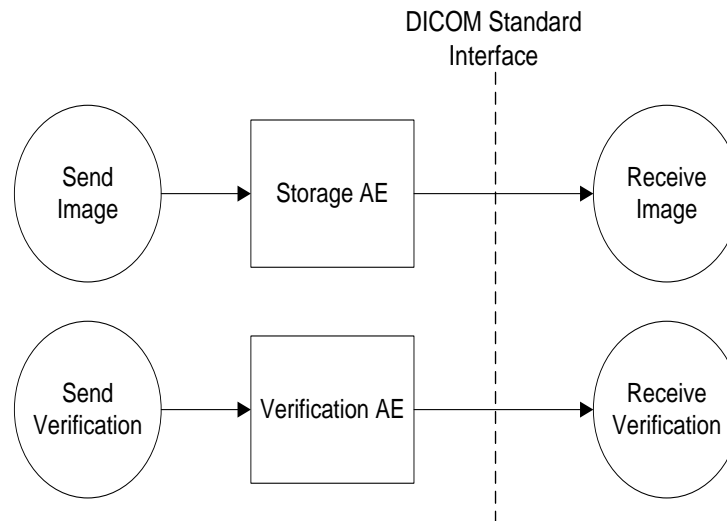 DICOM Standard
Interface
Send
Image
Storage AE
Receive
Image
Send
Verification
Verification AE
Receive
Verification